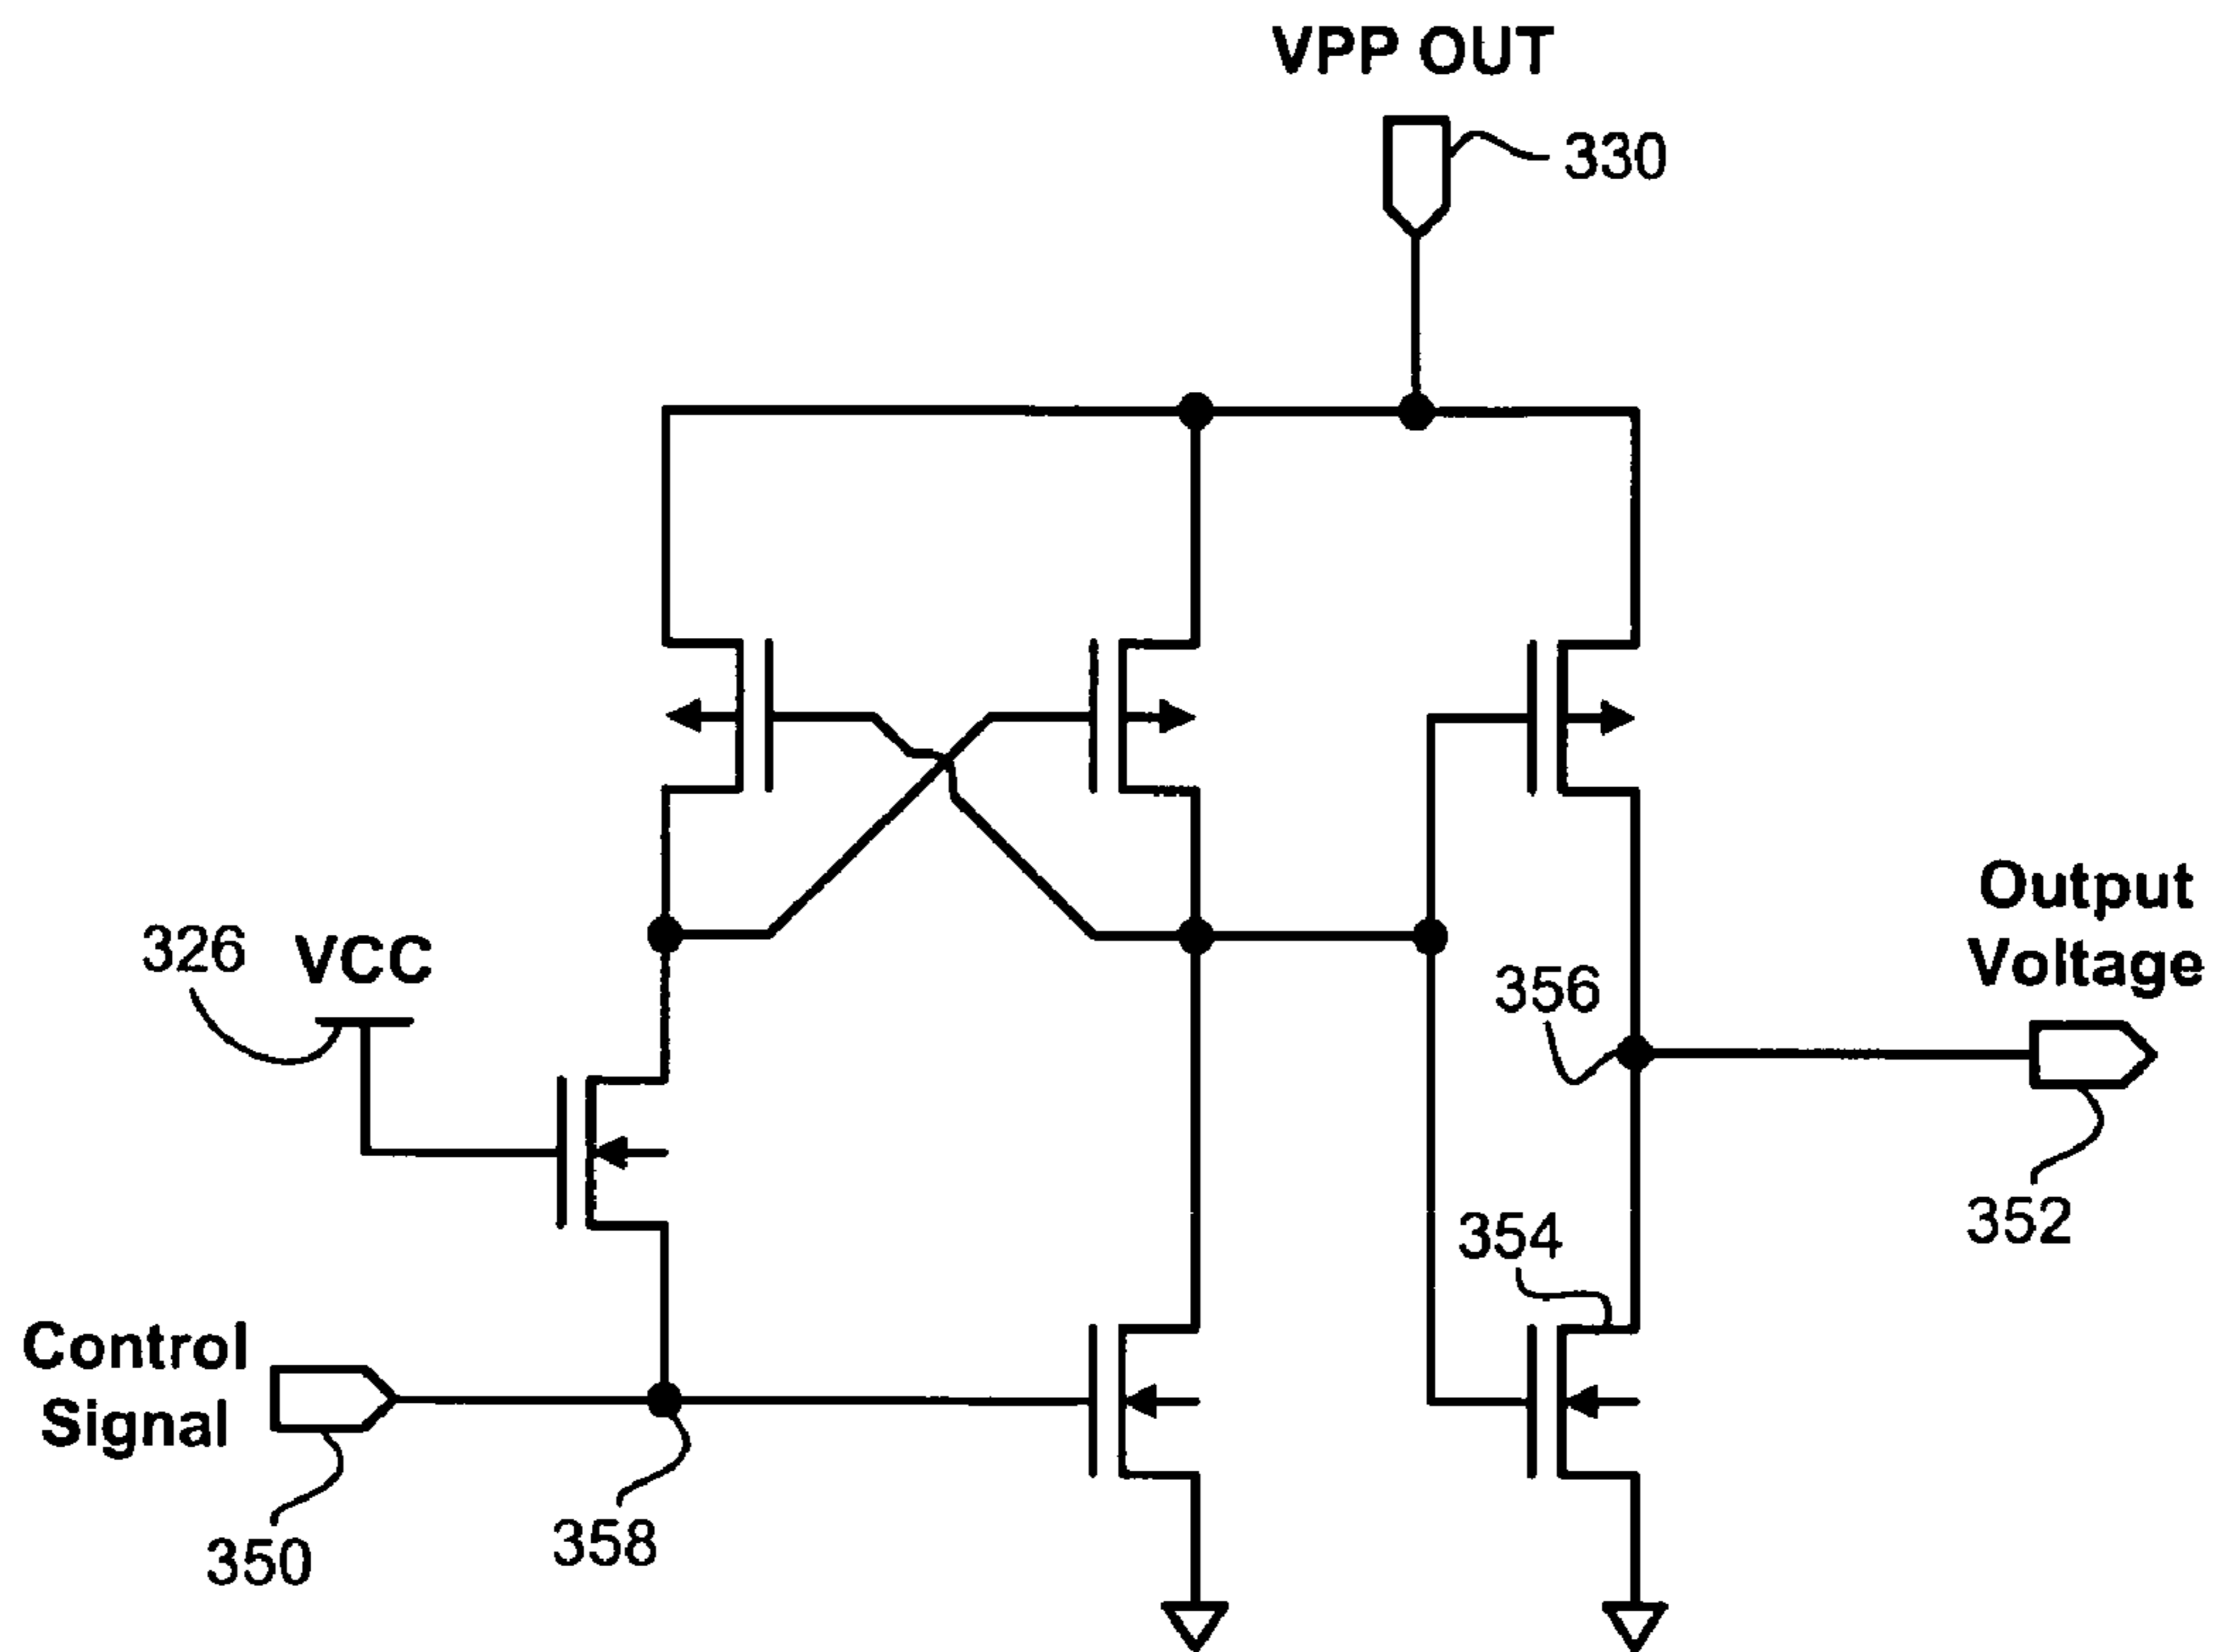 VPP OUT
330
326
VCC
Output
Voltage
356
354
352
Control
Signal
350
358